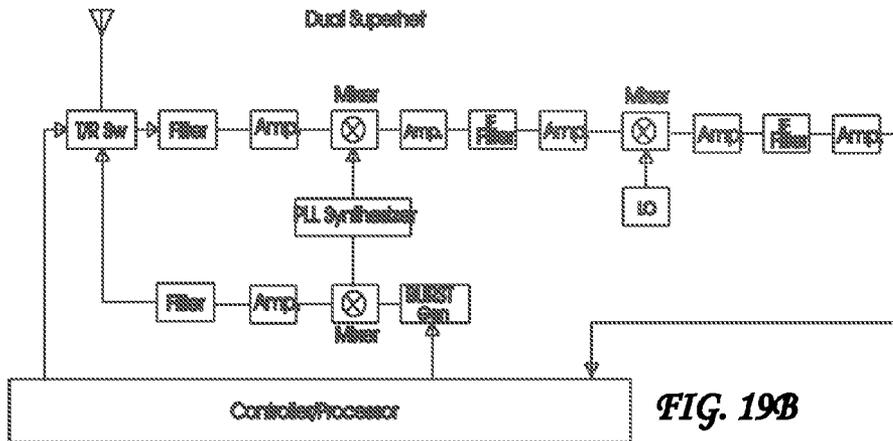 Dual Superhet
Mixer
Mixer
T/R Sw
Filter
Amp.
Amp.
IF
Filter
Amp.
Amp.
IF
Filter
Amp.
PLL Synthesiser
LO
Filter
Amp.
BURST
Gen
Mixer
Controller/Processor
FIG. 19B